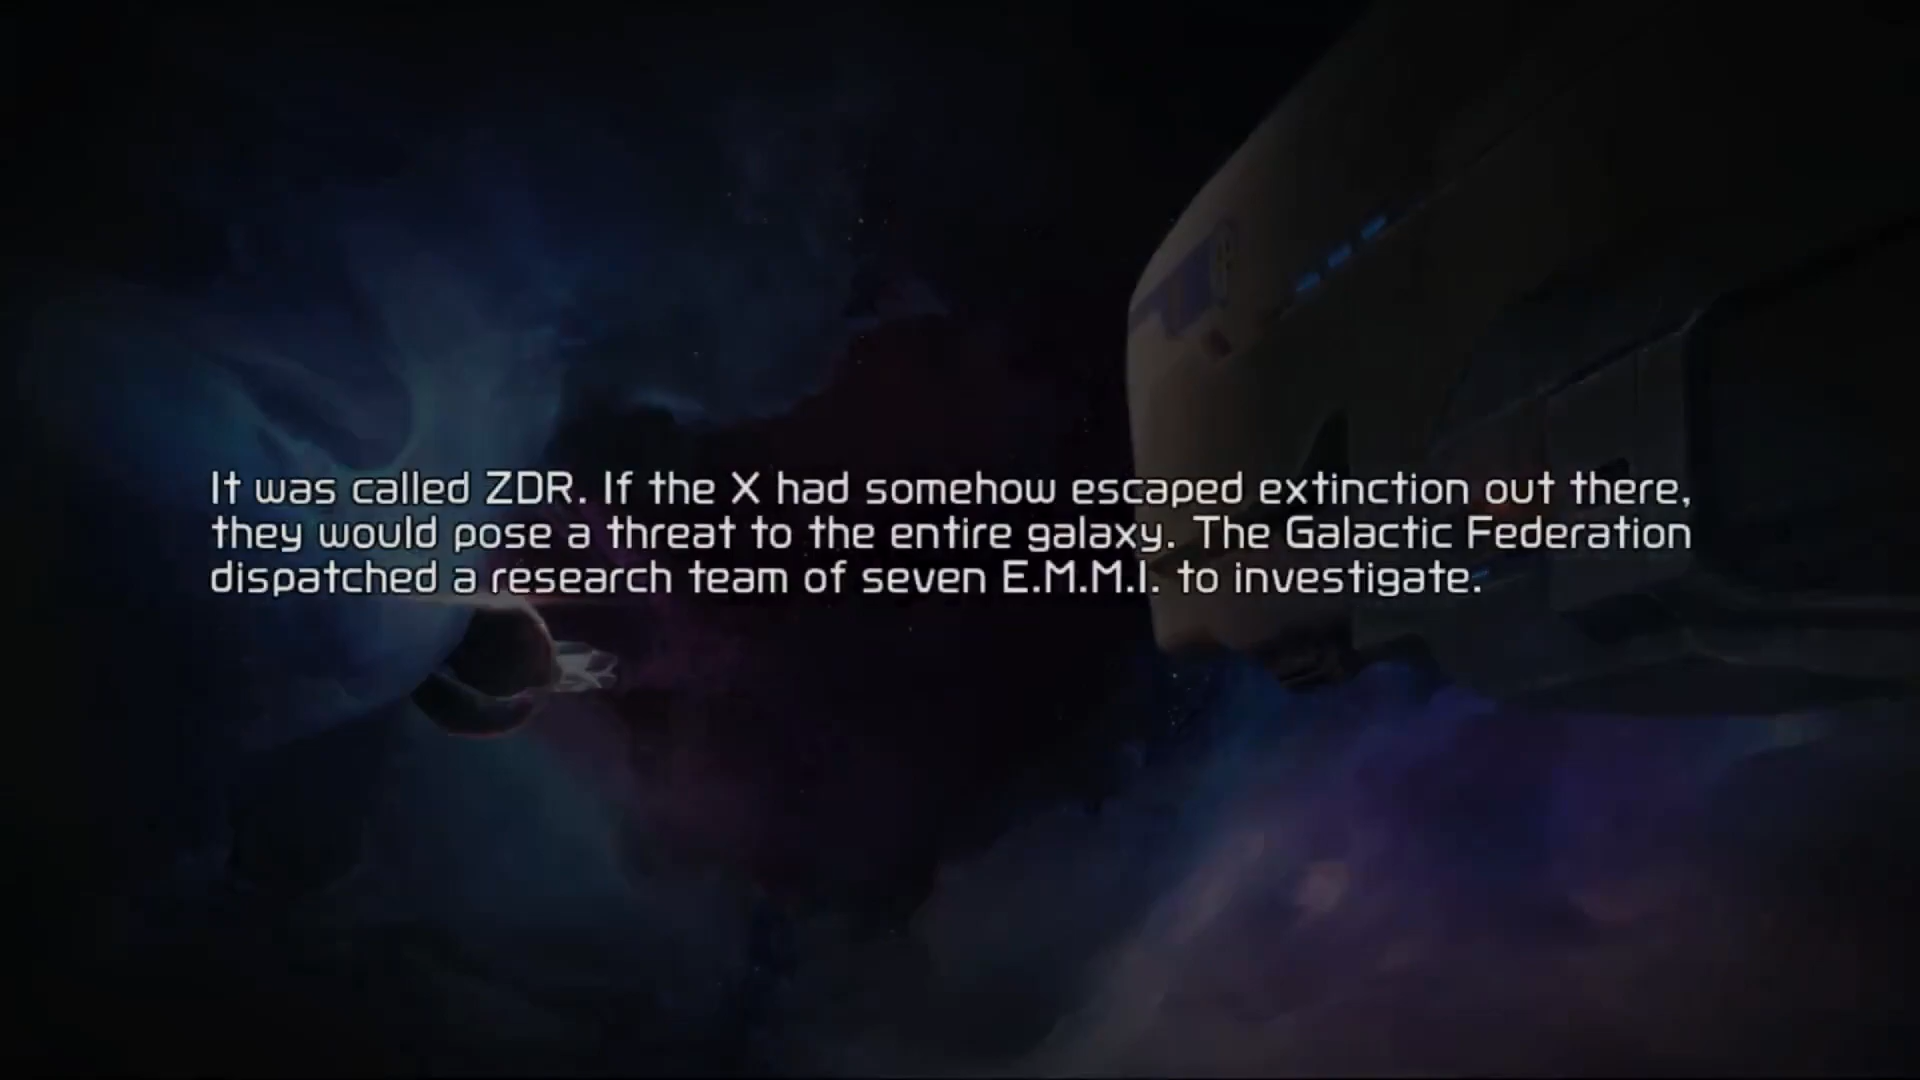 It was called ZDR. If the X had somehow escaped extinction out there,
they would pose a threat to the entire galaxy. The Galactic Federation
dispatched a research team of seven E.M.M.I. to investigate.